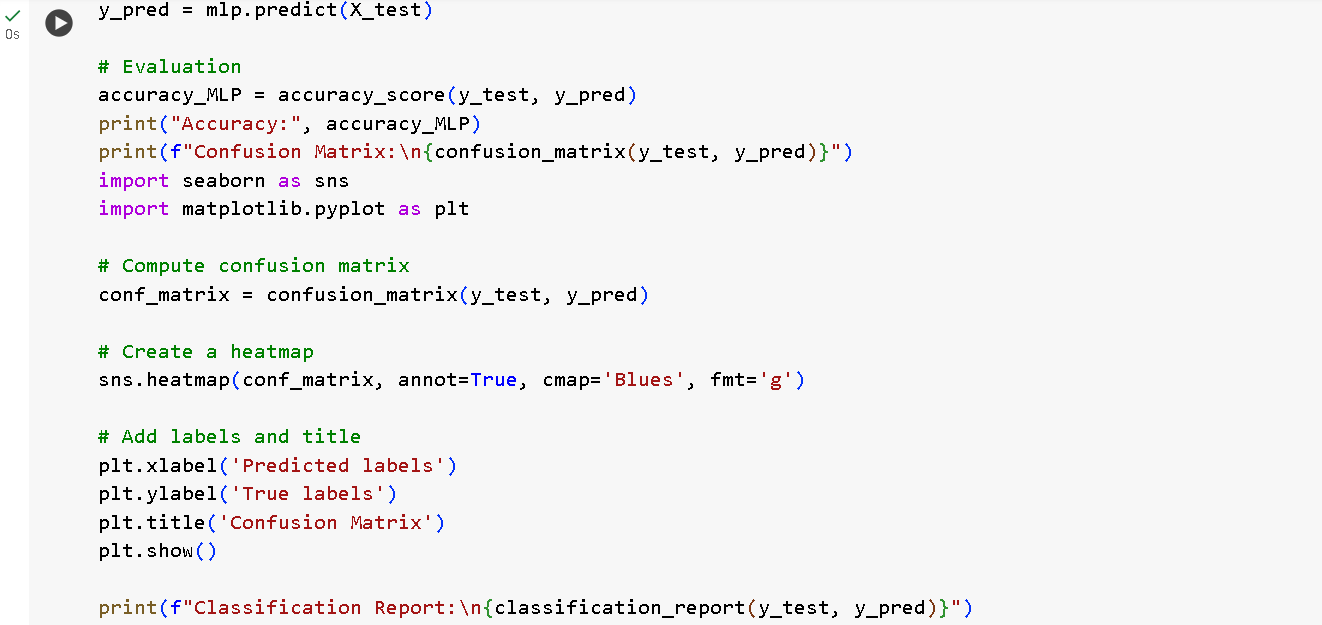 y_pred = mlp.predict(X_test)
0s
# Evaluation
accuracy_MLP = accuracy_score(y_test, y_pred)
print("Accuracy:", accuracy_MLP)
print(f"Confusion Matrix:\n{confusion_matrix(y_test, y_pred)}")
import seaborn as sns
import matplotlib.pyplot as plt
# Compute confusion matrix
conf_matrix = confusion_matrix(y_test, y_pred)
# Create a heatmap
sns.heatmap(conf_matrix, annot=True, cmap='Blues', fmt='g')
# Add labels and title
plt.xlabel('Predicted labels')
plt.ylabel('True labels')
plt.title('Confusion Matrix')
plt.show()
print(f"Classification Report:\n{classification_report(y_test, y_pred)}")